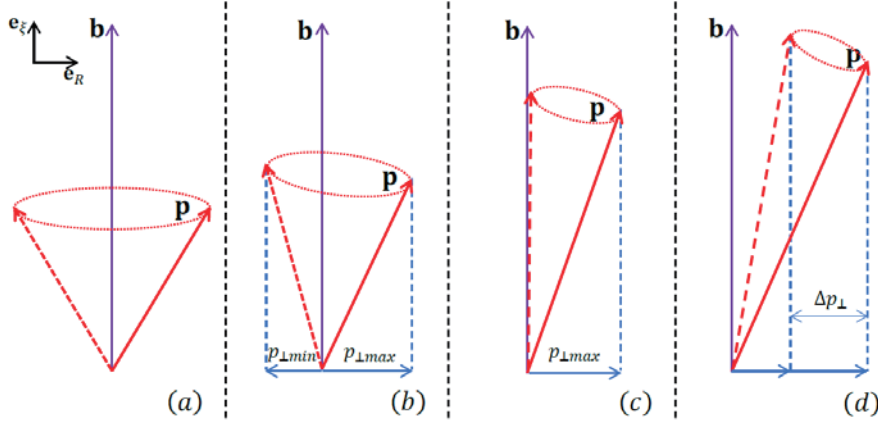 e_ξ
e_R
b
p
(a)
b
p
p_⊥min
p_⊥max
(b)
b
p
p_⊥max
(c)
b
p
Δp_⊥
(d)